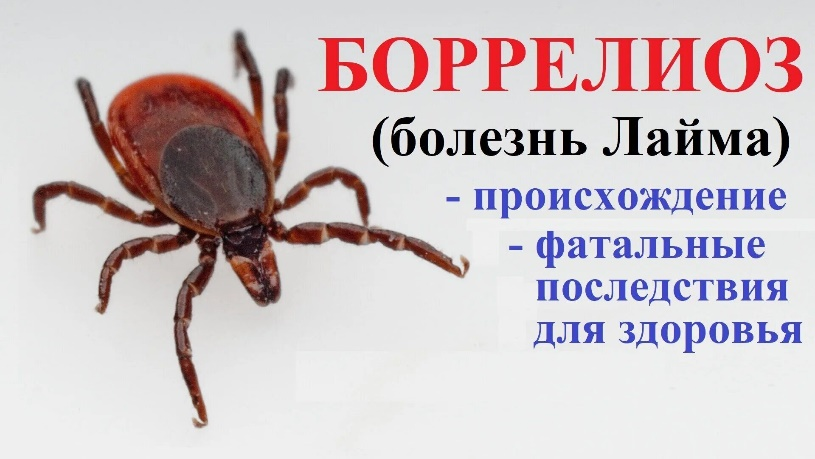 БОРРЕЛИОЗ
(болезнь Лайма)
- происхождение
- фатальные
последствия
для здоровья